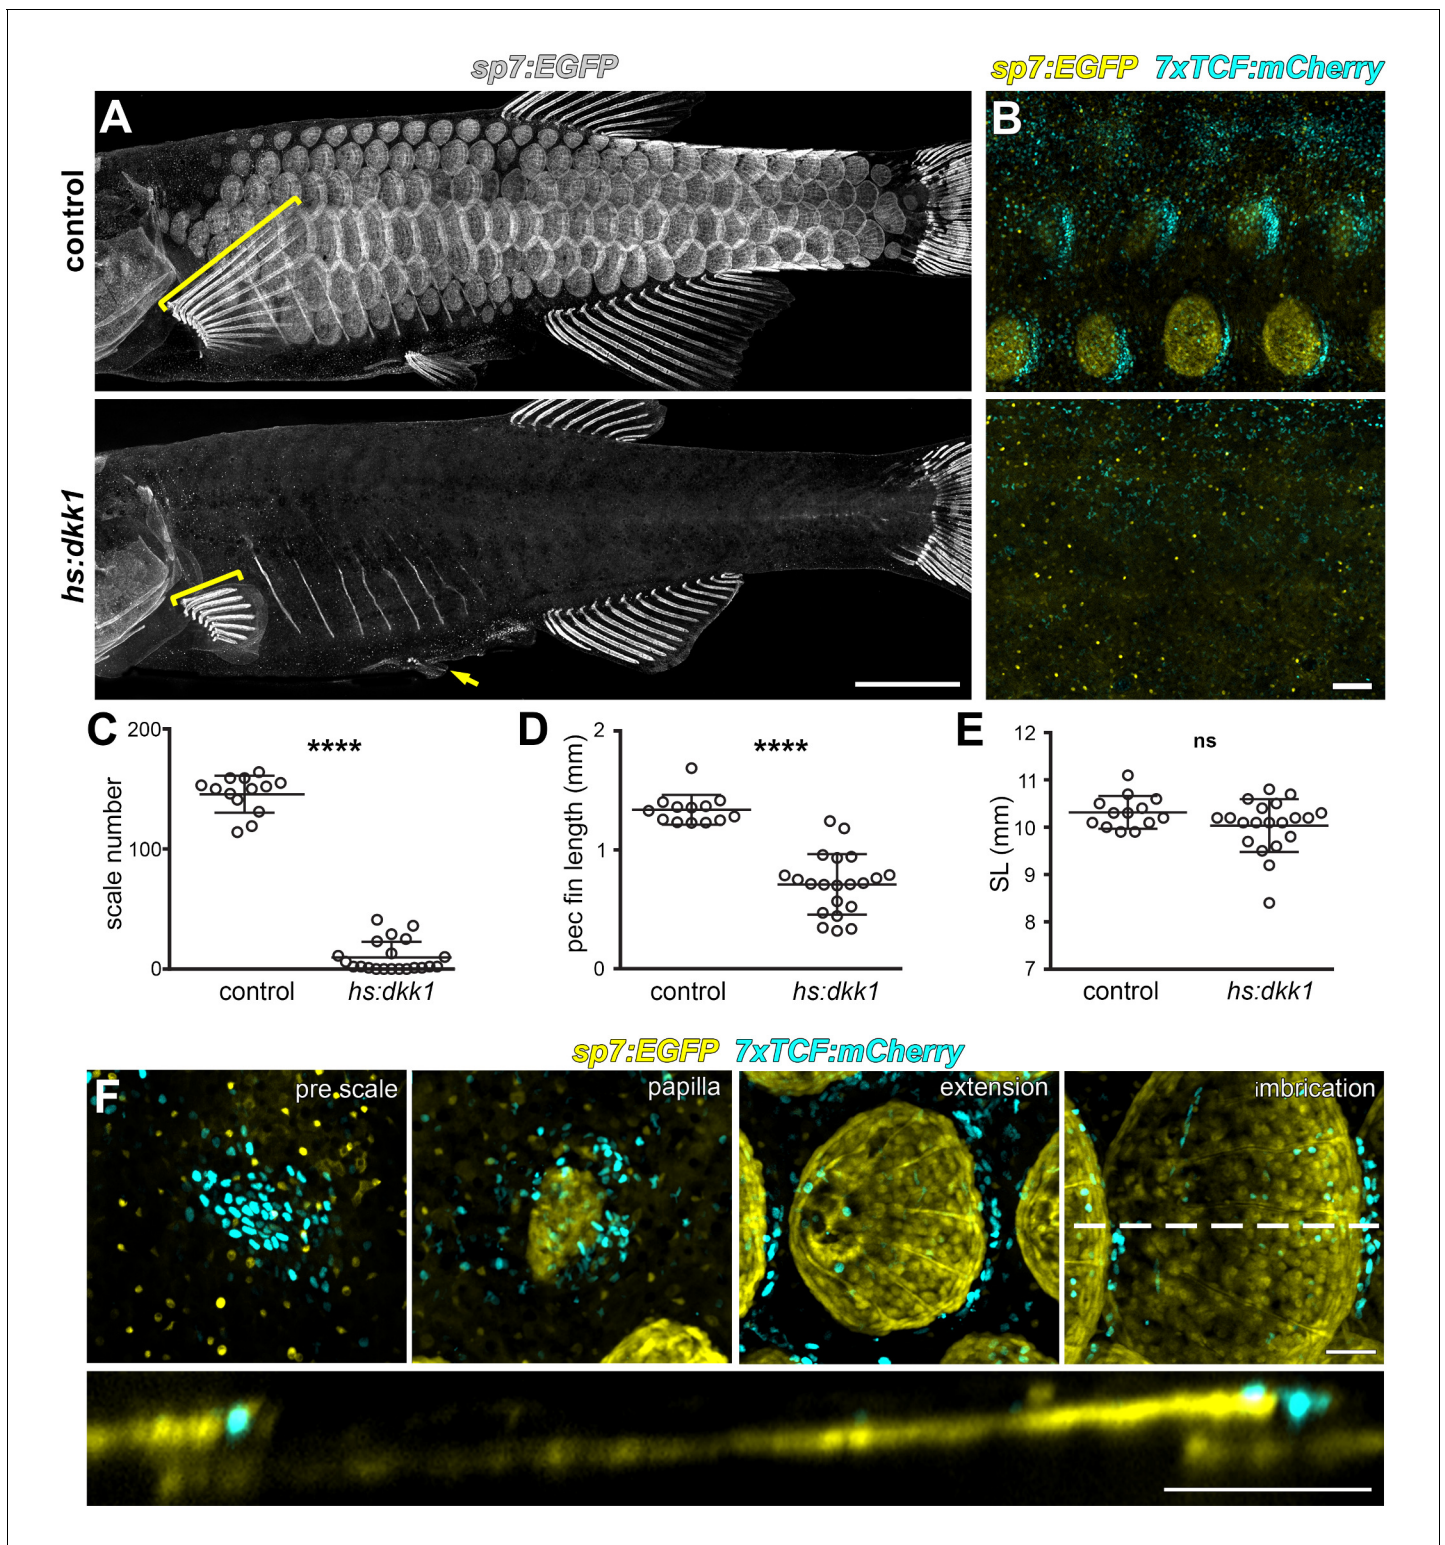 sp7:EGFP
sp7:EGFP 7xTCF:mCherry
A
B
control
hs:dkk1
C
200
100
0
scale number
****
control
hs:dkk1
D
2
1
0
pec fin length (mm)
****
control
hs:dkk1
E
12
11
10
9
8
7
SL (mm)
ns
control
hs:dkk1
sp7:EGFP 7xTCF:mCherry
F
pre scale
papilla
extension
imbrication